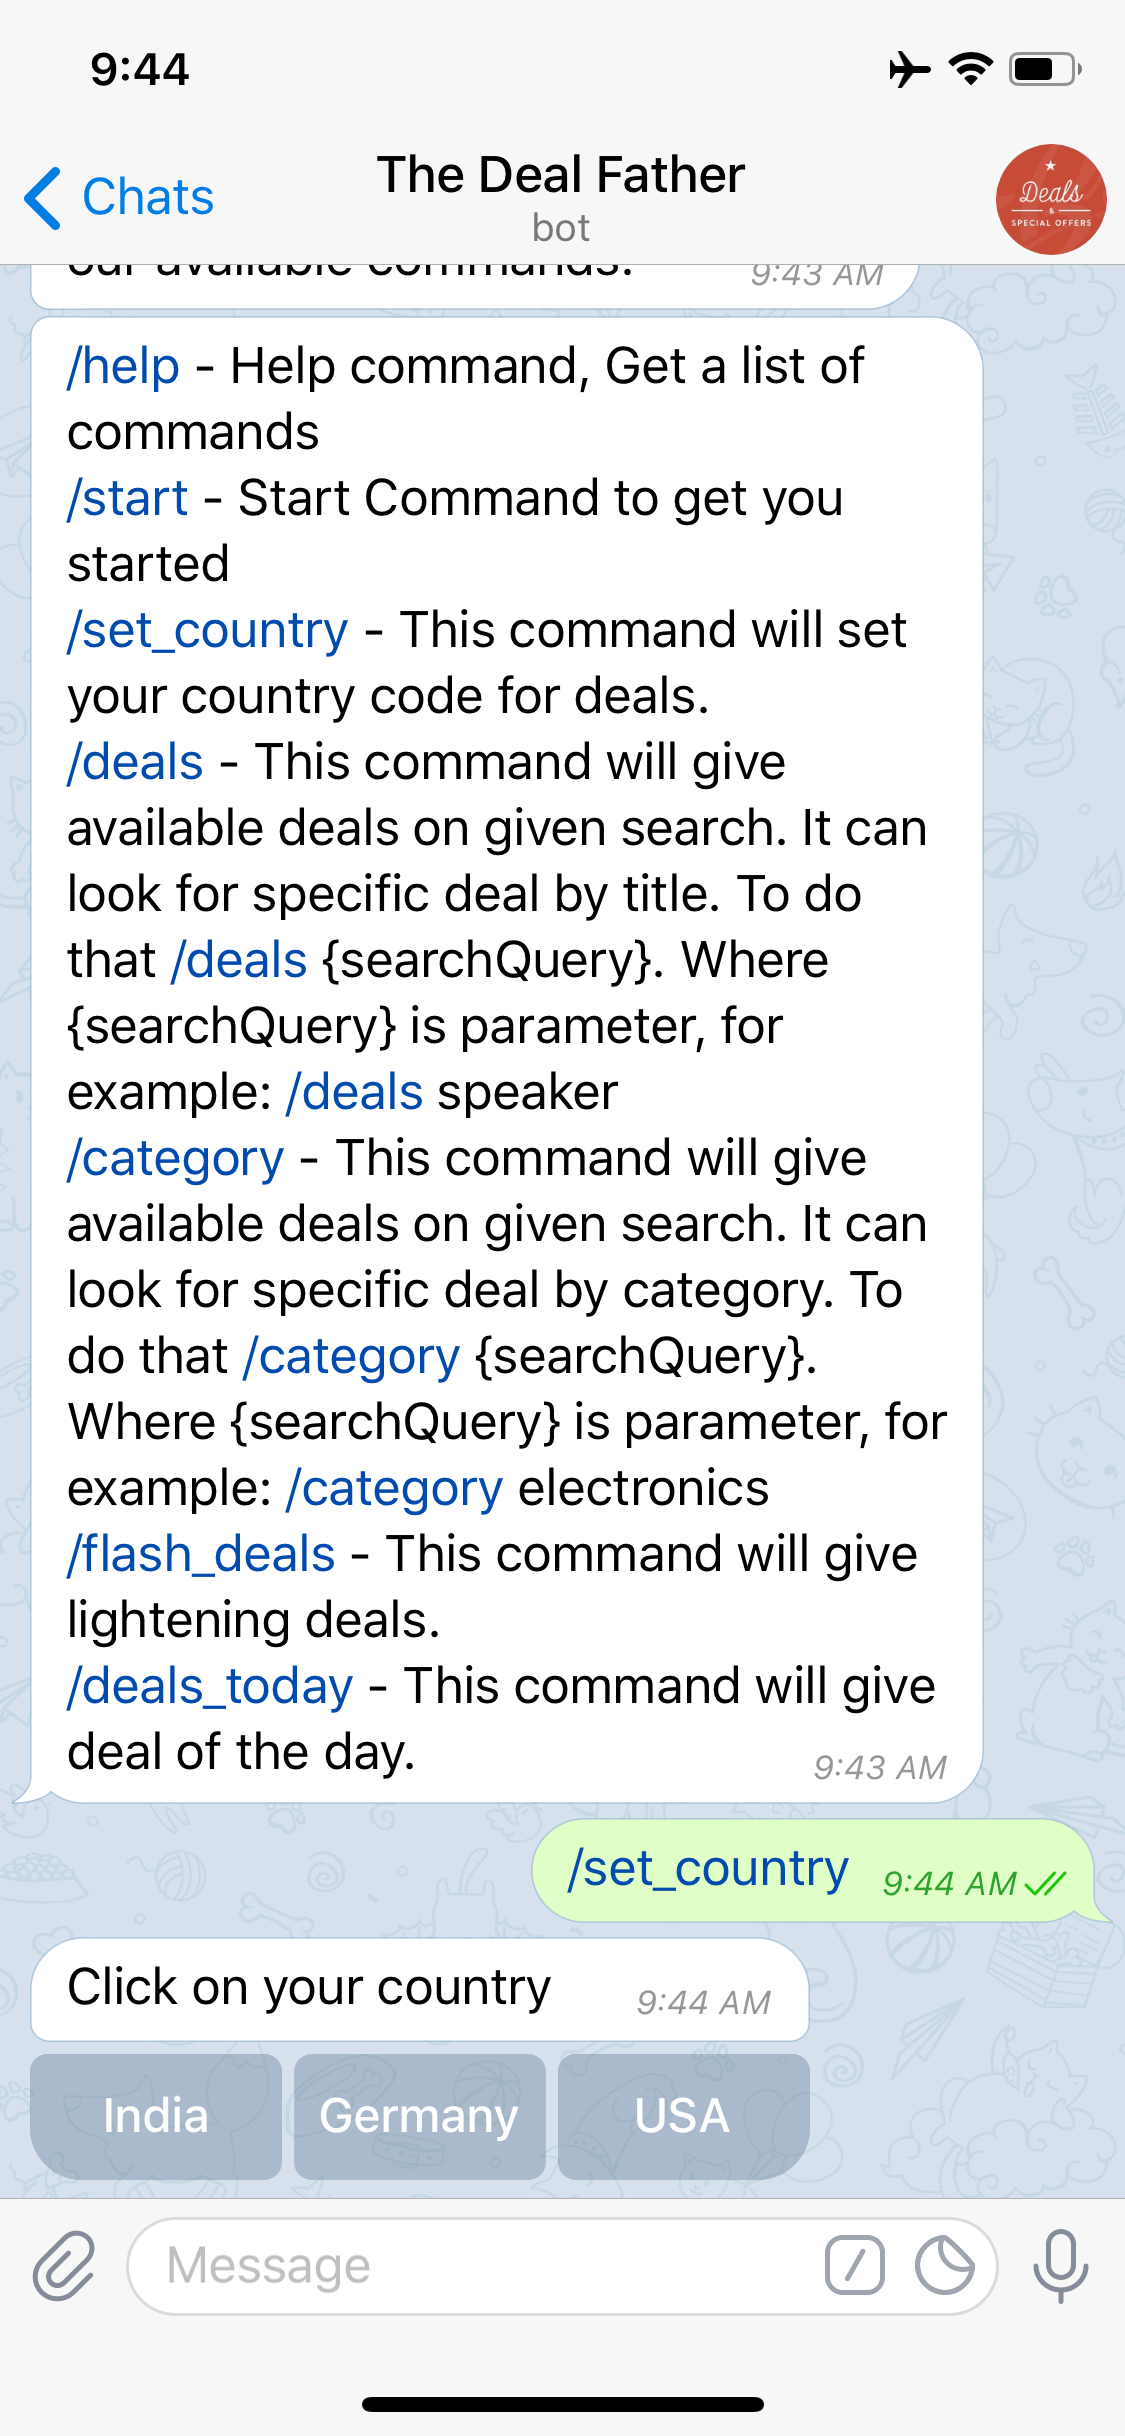 9:44
Chats
The Deal Father
bot
Deals
&
SPECIAL OFFERS
our available commands.
9:43 AM
/help - Help command, Get a list of
commands
/start - Start Command to get you
started
/set_country - This command will set
your country code for deals.
/deals - This command will give
available deals on given search. It can
look for specific deal by title. To do
that /deals {searchQuery}. Where
{searchQuery} is parameter, for
example: /deals speaker
/category - This command will give
available deals on given search. It can
look for specific deal by category. To
do that /category {searchQuery}.
Where {searchQuery} is parameter, for
example: /category electronics
/flash_deals - This command will give
lightening deals.
/deals_today - This command will give
deal of the day.
9:43 AM
/set_country 9:44 AM
Click on your country 9:44 AM
India Germany USA
Message